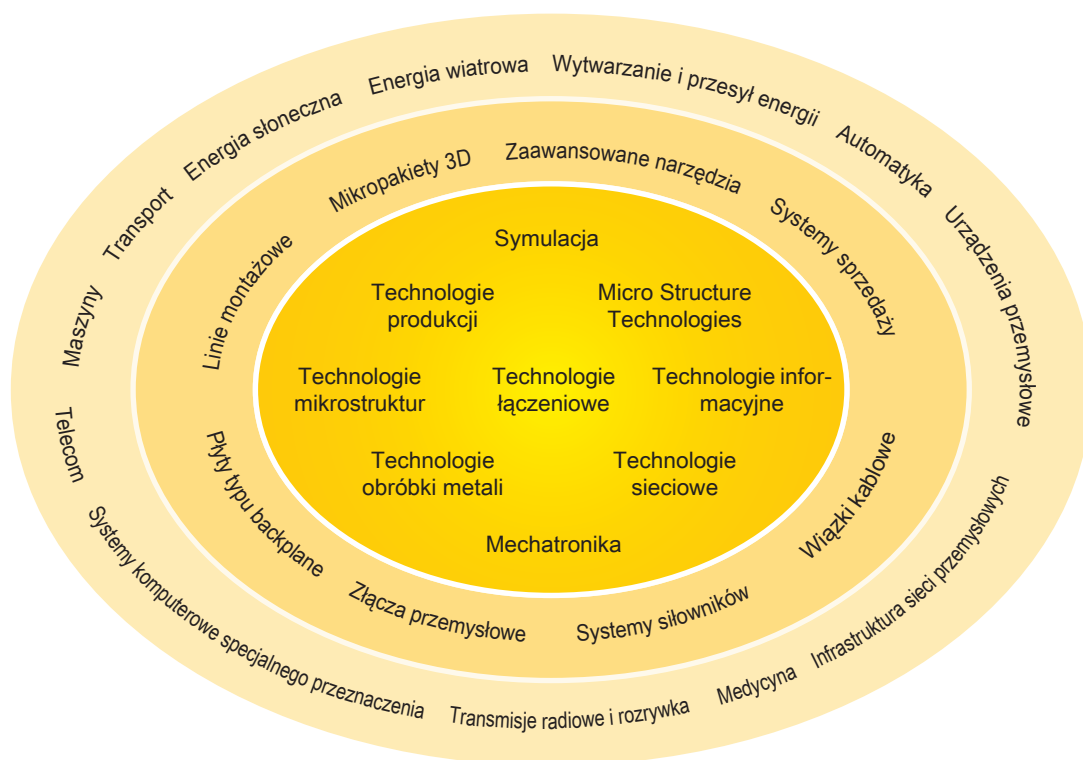 Energia wiatrowa
Wytwarzanie i przesył energii
Energia słoneczna
Automatyka
Transport
Urządzenia przemysłowe
Maszyny
Telecom
Systemy komputerowe specjalnego przeznaczenia
Transmisje radiowe i rozrywka
Medycyna
Infrastruktura sieci przemysłowych
Mikropakiety 3D
Zaawansowane narzędzia
Systemy sprzedaży
Linie montażowe
Płyty typu backplane
Złącza przemysłowe
Systemy siłowników
Wiązki kablowe
Symulacja
Technologie
produkcji
Micro Structure
Technologies
Technologie
mikrostruktur
Technologie
łączeniowe
Technologie infor-
macyjne
Technologie
obróbki metali
Technologie
sieciowe
Mechatronika